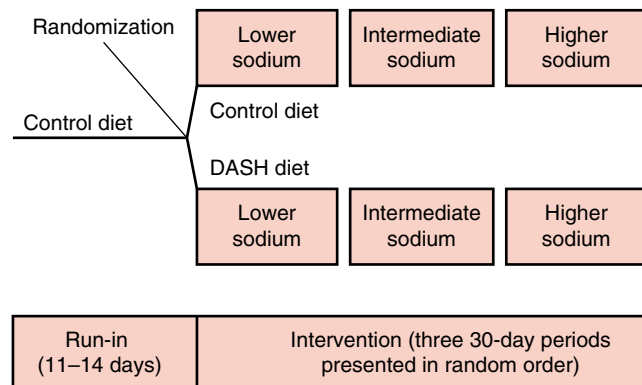 Randomization
Lower
sodium
Intermediate
sodium
Higher
sodium
Control diet
Control diet
DASH diet
Lower
sodium
Intermediate
sodium
Higher
sodium
Run-in
(11–14 days)
Intervention (three 30-day periods
presented in random order)